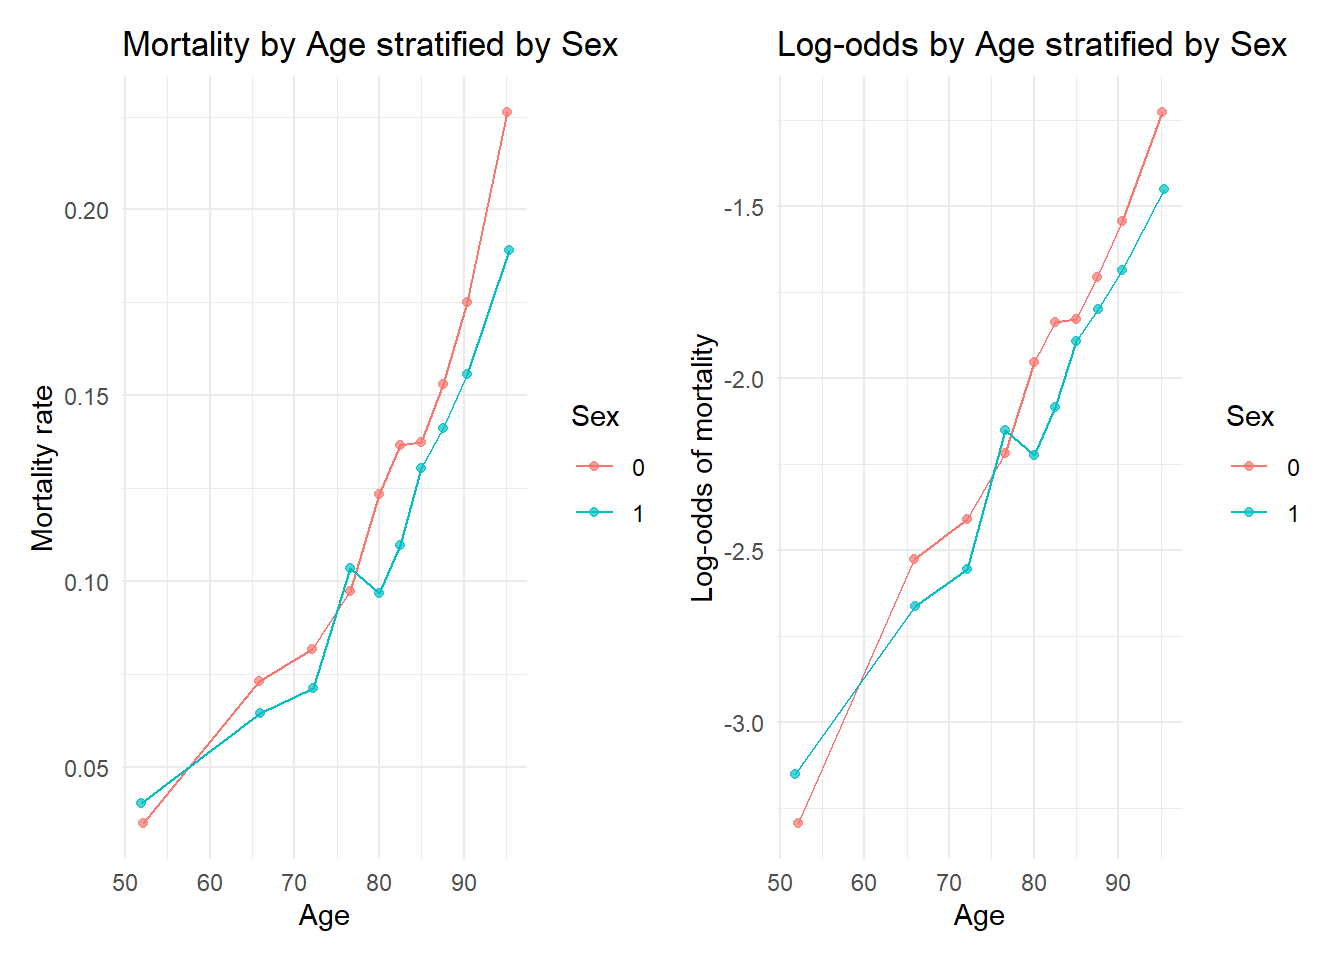 Mortality by Age stratified by Sex
Mortality rate
0.20
0.15
0.10
0.05
50 60 70 80 90
Age
Sex
0
1
Log-odds by Age stratified by Sex
Log-odds of mortality
-1.5
-2.0
-2.5
-3.0
50 60 70 80 90
Age
Sex
0
1